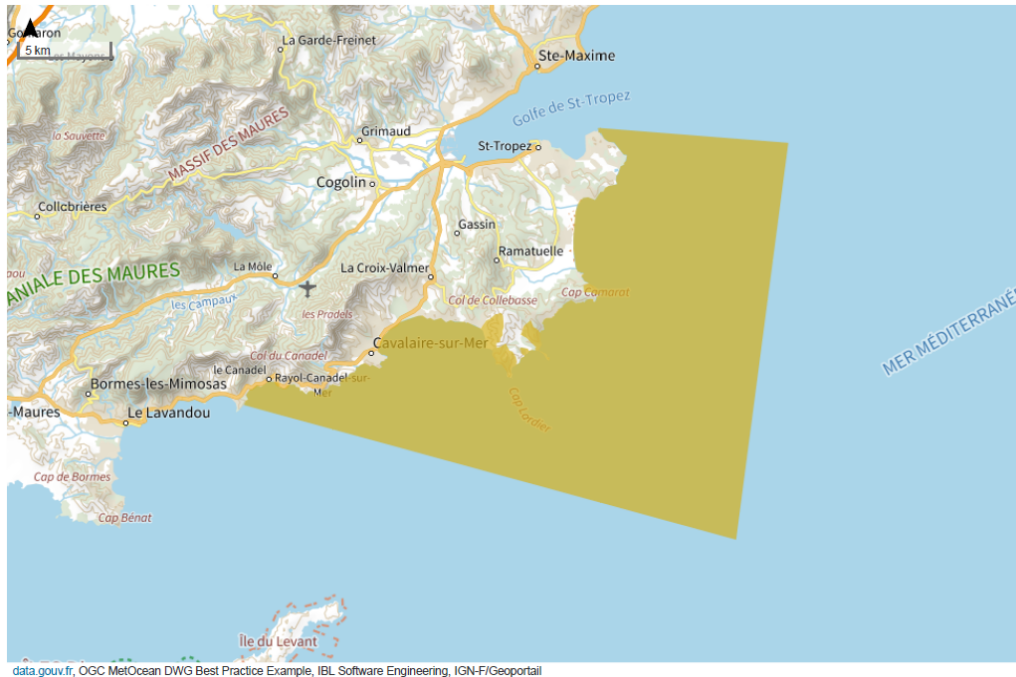 Gonfaron
5 km
Les Mayons
La Garde-Freinet
Ste-Maxime
Golfe de St-Tropez
la Sauvette
MASSIF DES MAURES
Grimaud
St-Tropez
Cogolin
Collobrières
Gassin
Ramatuelle
ANIALE DES MAURES
La Môle
La Croix-Valmer
les Campaux
les Pradels
Col de Collebasse
Cap Camarat
MER MÉDITERRANÉ
Cavalaire-sur-Mer
Col du Canadel
le Canadel
Rayol-Canadel-sur-
Mer
Bormes-les-Mimosas
-Maures
Le Lavandou
Cap Lardier
Cap de Bormes
Cap Bénat
Île du Levant
data.gouv.fr, OGC MetOcean DWG Best Practice Example, IBL Software Engineering, IGN-F/Geoportail